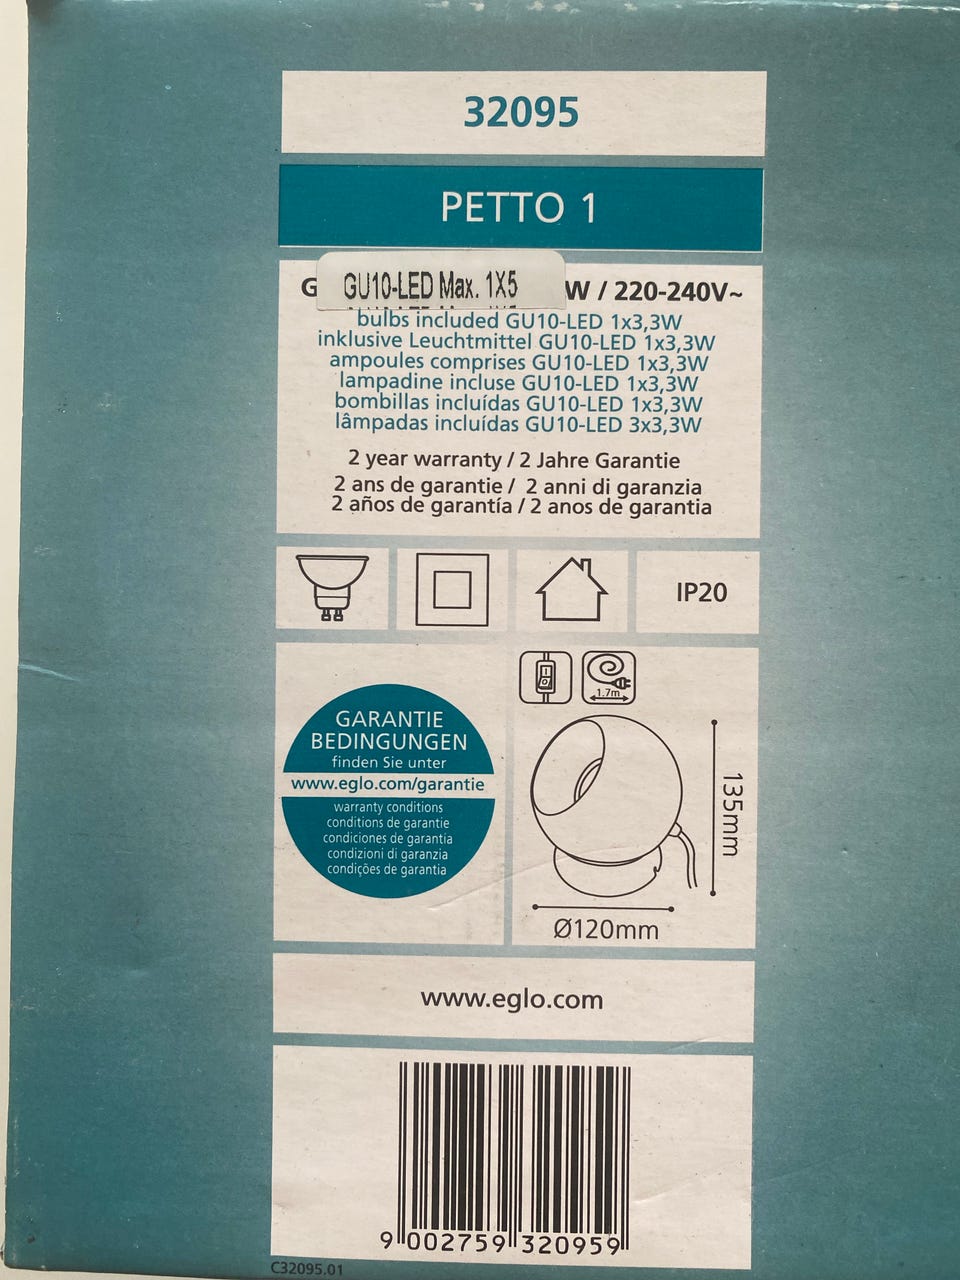 32095
PETTO 1
G GU10-LED Max. 1X5 W / 220-240V~
bulbs included GU10-LED 1x3,3W
inklusive Leuchtmittel GU10-LED 1x3,3W
ampoules comprises GU10-LED 1x3,3W
lampadine incluse GU10-LED 1x3,3W
bombillas incluídas GU10-LED 1x3,3W
lâmpadas incluídas GU10-LED 3x3,3W
2 year warranty / 2 Jahre Garantie
2 ans de garantie / 2 anni di garanzia
2 años de garantía / 2 anos de garantia
IP20
GARANTIE
BEDINGUNGEN
finden Sie unter
www.eglo.com/garantie
warranty conditions
conditions de garantie
condiciones de garantia
condizioni di garanzia
condições de garantia
1.7m
135mm
Ø120mm
www.eglo.com
9 002759 320959
C32095.01